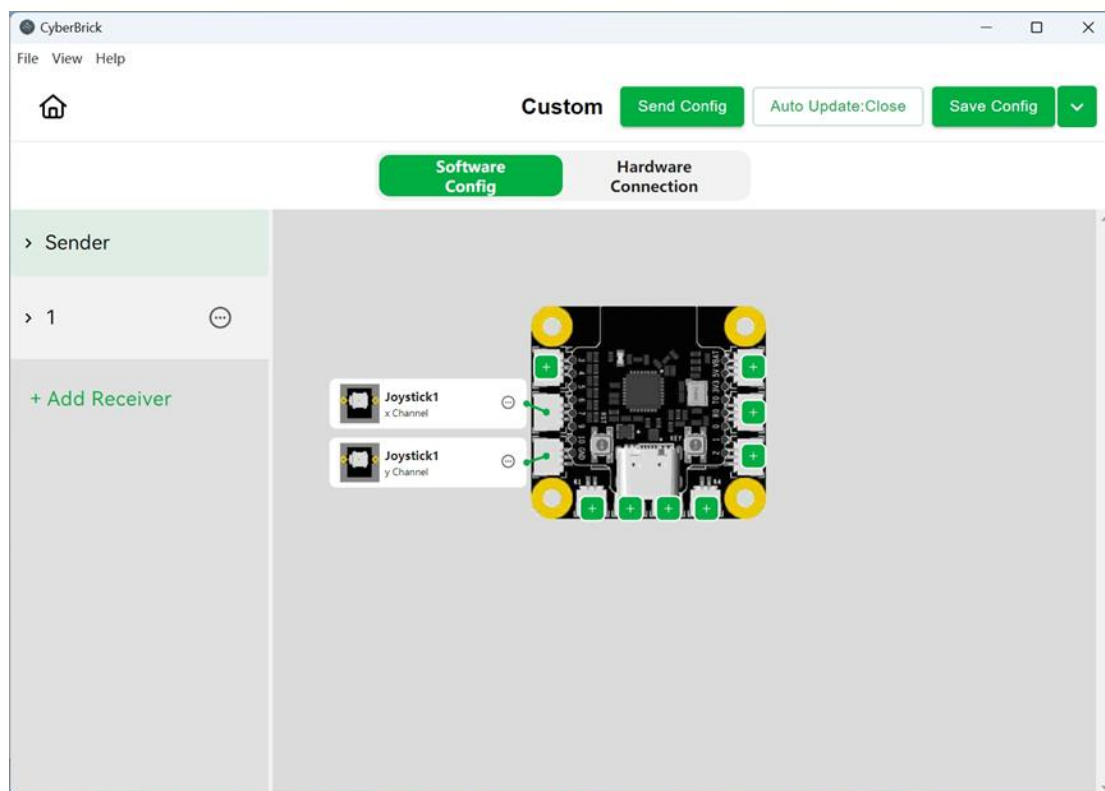 CyberBrick
File View Help
Custom
Send Config
Auto Update:Close
Save Config
Software
Config
Hardware
Connection
> Sender
> 1
+ Add Receiver
Joystick1
x Channel
Joystick1
y Channel
KEY